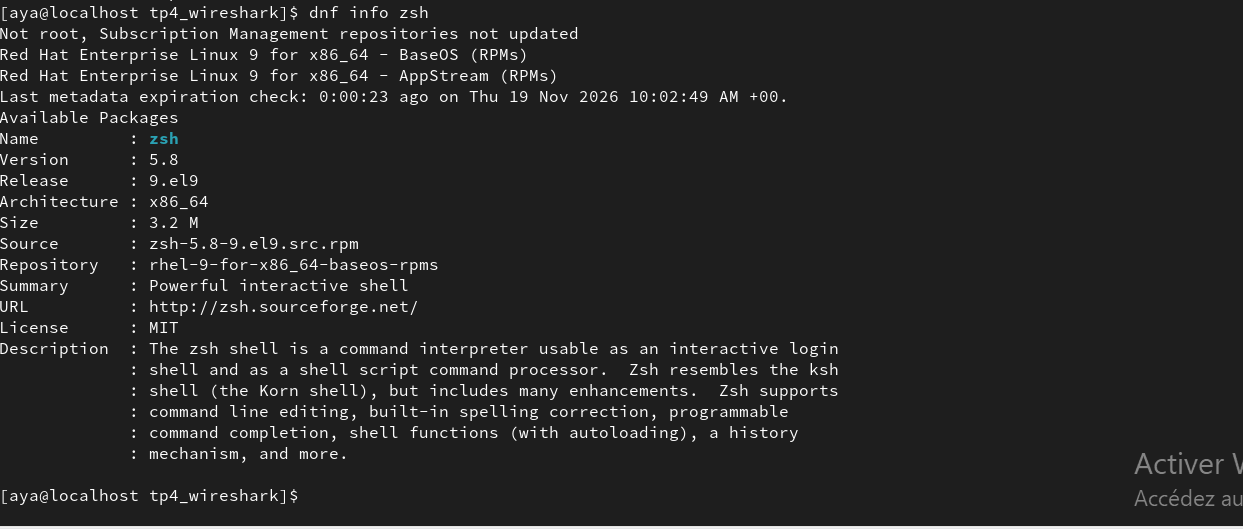 [aya@localhost tp4_wireshark]$ dnf info zsh
Not root, Subscription Management repositories not updated
Red Hat Enterprise Linux 9 for x86_64 - BaseOS (RPMs)
Red Hat Enterprise Linux 9 for x86_64 - AppStream (RPMs)
Last metadata expiration check: 0:00:23 ago on Thu 19 Nov 2026 10:02:49 AM +00.
Available Packages
Name         : zsh
Version      : 5.8
Release      : 9.el9
Architecture : x86_64
Size         : 3.2 M
Source       : zsh-5.8-9.el9.src.rpm
Repository   : rhel-9-for-x86_64-baseos-rpms
Summary      : Powerful interactive shell
URL          : http://zsh.sourceforge.net/
License      : MIT
Description  : The zsh shell is a command interpreter usable as an interactive login
             : shell and as a shell script command processor.  Zsh resembles the ksh
             : shell (the Korn shell), but includes many enhancements.  Zsh supports
             : command line editing, built-in spelling correction, programmable
             : command completion, shell functions (with autoloading), a history
             : mechanism, and more.
[aya@localhost tp4_wireshark]$
Activer
Accédez au